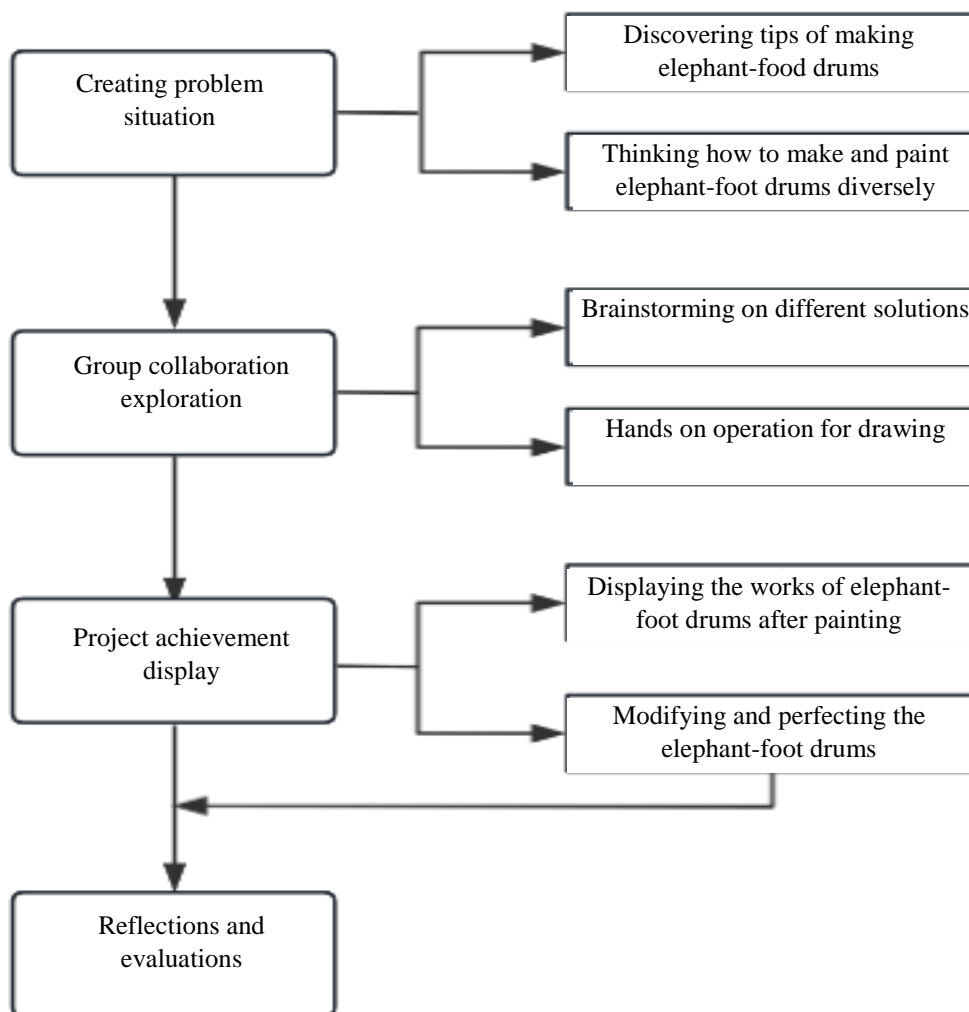 Creating problem
situation
Discovering tips of making
elephant-food drums
Thinking how to make and paint
elephant-foot drums diversely
Group collaboration
exploration
Brainstorming on different solutions
Hands on operation for drawing
Project achievement
display
Displaying the works of elephant-
foot drums after painting
Modifying and perfecting the
elephant-foot drums
Reflections and
evaluations